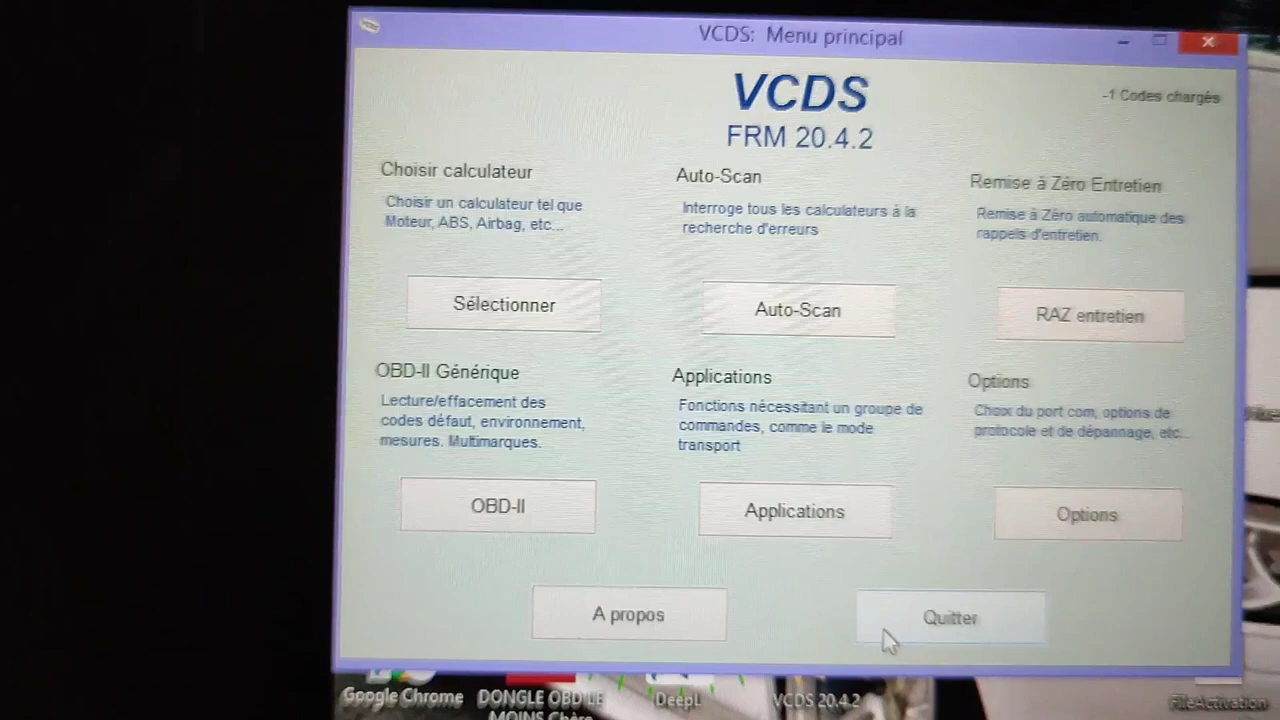 VCDS: Menu principal
VCDS
-1 Codes chargés
FRM 20.4.2
Choisir calculateur
Choisir un calculateur tel que
Moteur, ABS, Airbag, etc...
Sélectionner
Auto-Scan
Interroge tous les calculateurs à la
recherche d'erreurs
Auto-Scan
Remise à Zéro Entretien
Remise à Zéro automatique des
rappels d'entretien.
RAZ entretien
OBD-II Générique
Lecture/effacement des
codes défaut, environnement,
mesures. Multimarques.
OBD-II
Applications
Fonctions nécessitant un groupe de
commandes, comme le mode
transport
Applications
Options
Choix du port com, options de
protocole et de dépannage, etc...
Options
A propos
Quitter
Google Chrome
DONGLE OBD LE
MOINS Chère
DeepL
VCDS 20.4.2
FileActivation